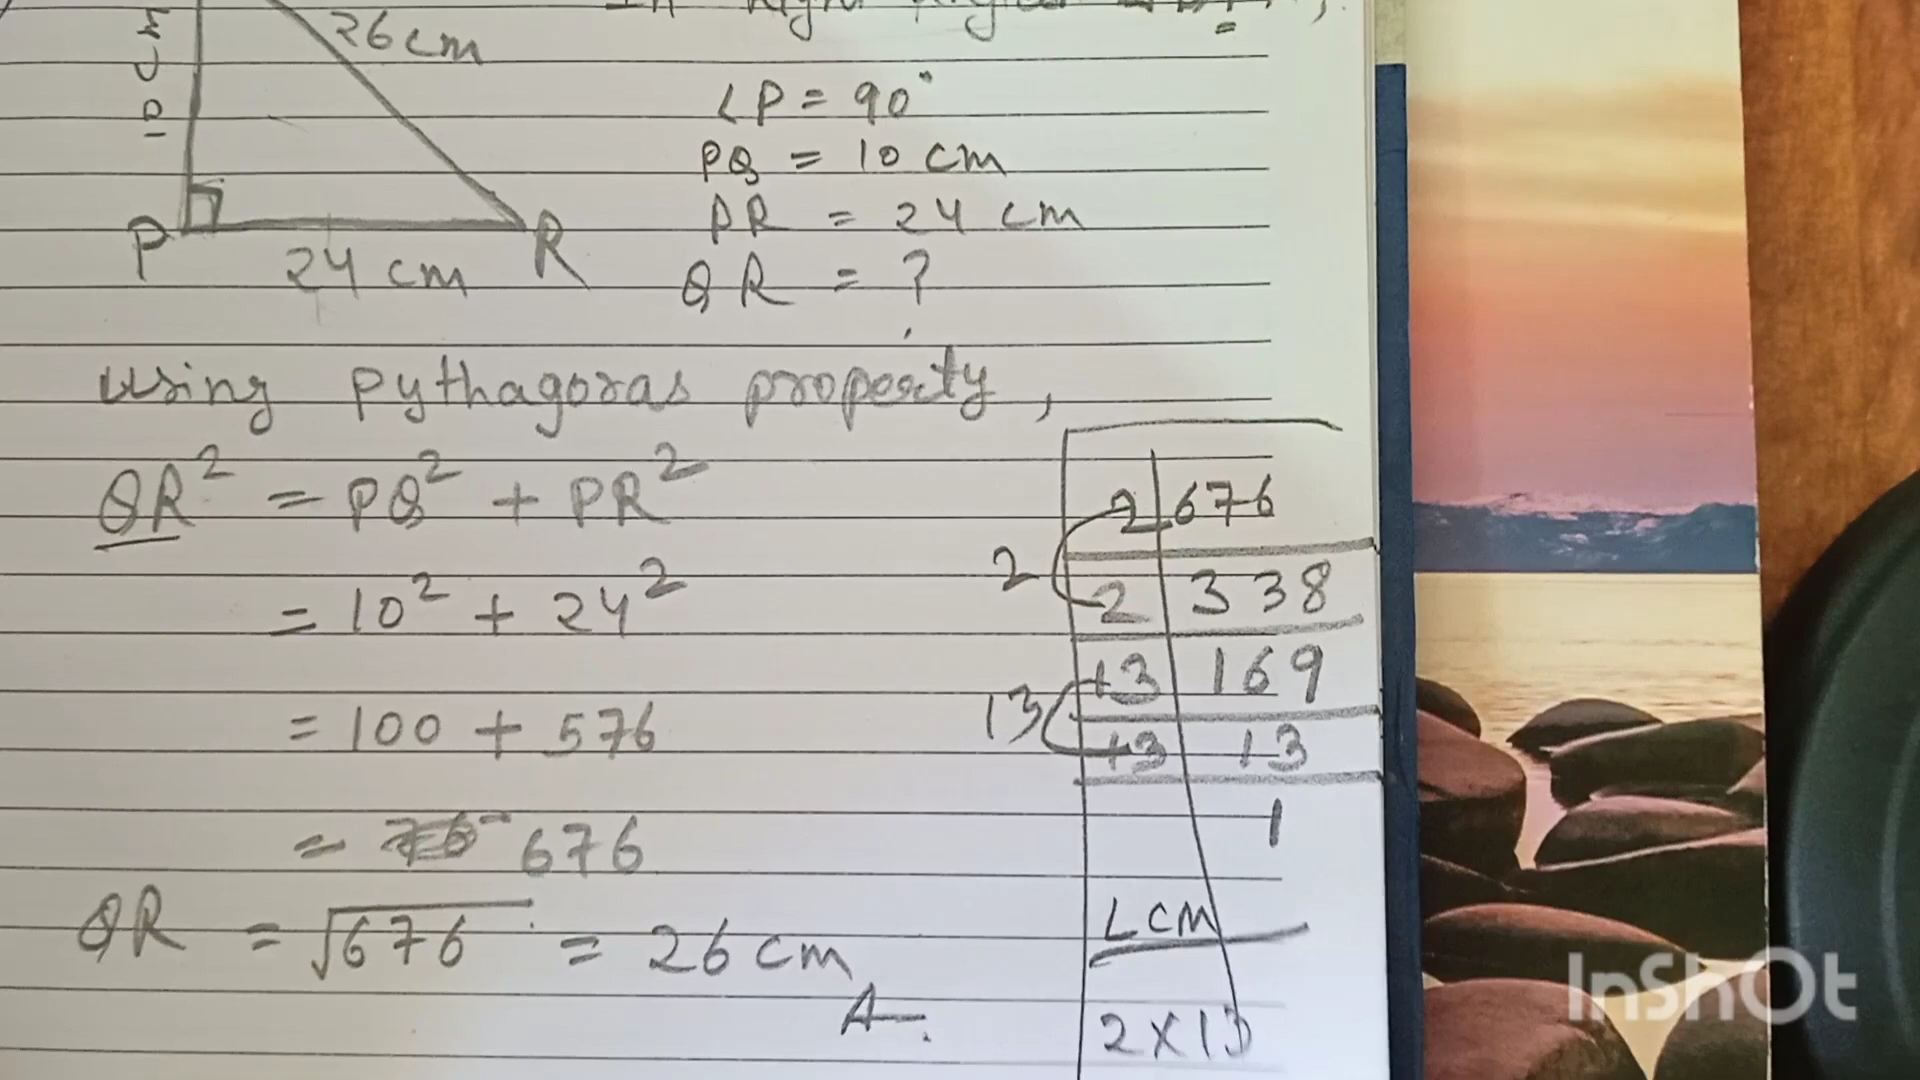 26 cm
10 cm
∠P = 90°
PQ = 10 cm
PR = 24 cm
QR = ?
P
24 cm
R
using pythagoras property,
QR² = PQ² + PR²
= 10² + 24²
= 100 + 576
= 676
QR = √676 = 26 cm
A.
2 676
2
2 338
13 169
13
13 13
1
LCM
2 X 13
InShOt